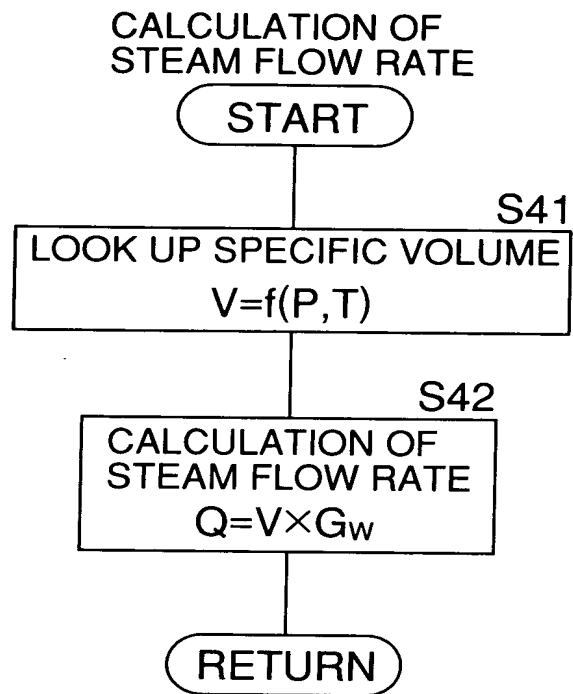 CALCULATION OF
STEAM FLOW RATE
START
S41
LOOK UP SPECIFIC VOLUME
V=f(P,T)
S42
CALCULATION OF
STEAM FLOW RATE
Q=V×GW
RETURN